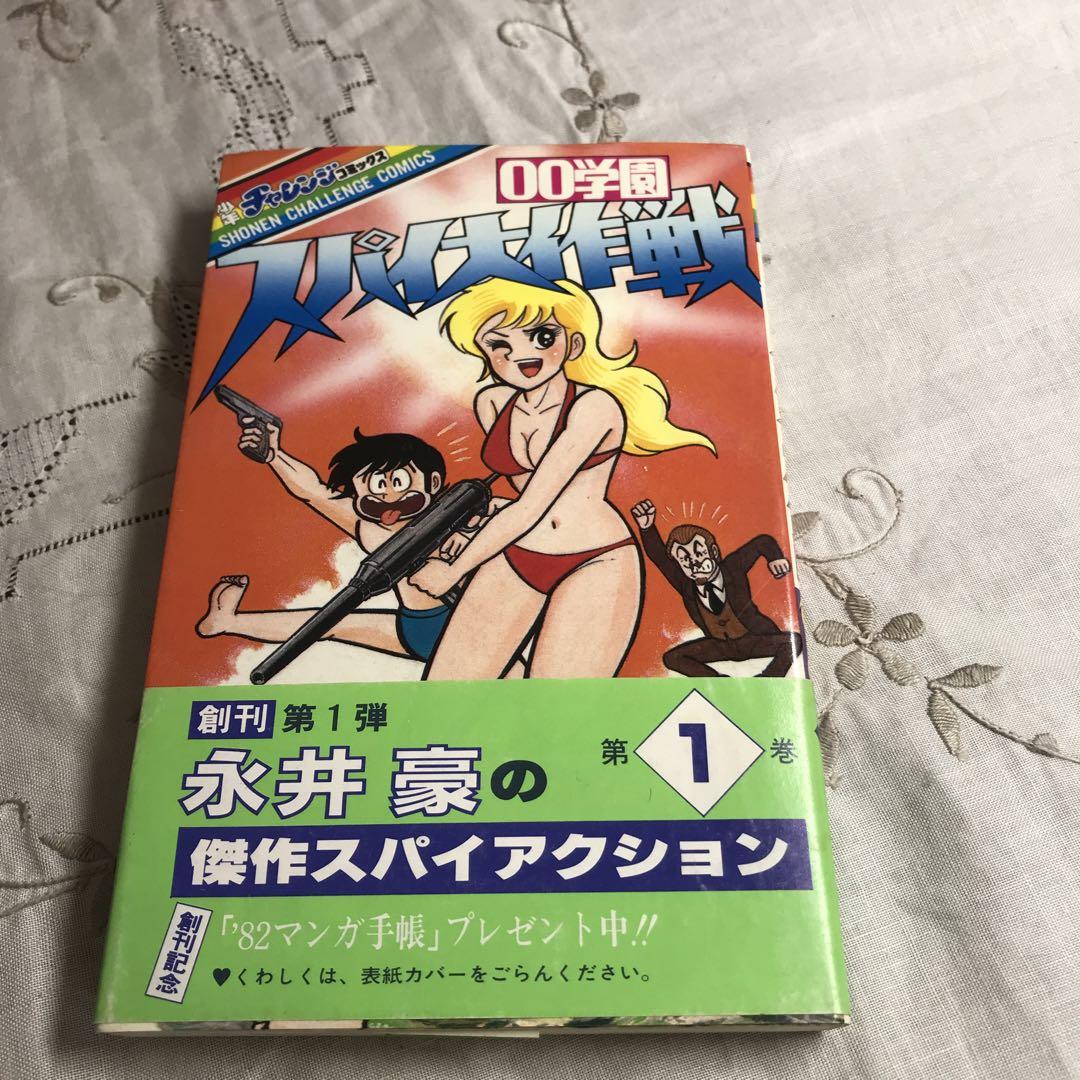 少年チャレンジコミックス
SHONEN CHALLENGE COMICS
00学園
スパイ大作戦
創刊 第1弾
永井豪の
第1巻
傑作スパイアクション
創刊記念
「'82マンガ手帳」プレゼント中!!
♥くわしくは、表紙カバーをごらんください。